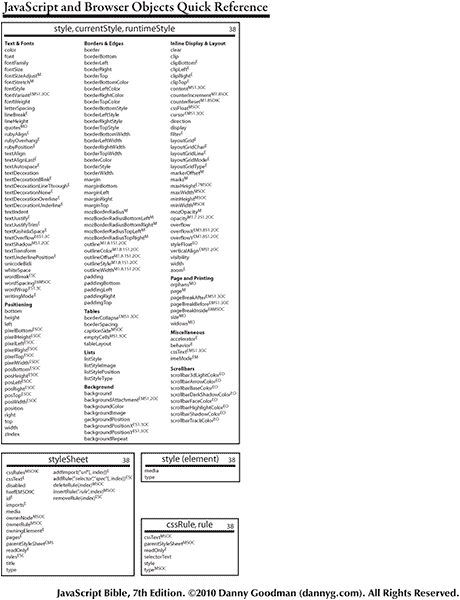 JavaScript and Browser Objects Quick Reference
style, currentStyle, runtimeStyle 38
Text & Fonts
color
font
fontFamily
fontSize
fontSizeAdjust
fontStretch
fontStyle
fontVariant
fontWeight
letterSpacing
lineBreak
lineHeight
quotes
rubyAlign
rubyOverhang
rubyPosition
textAlign
textAlignLast
textAutospace
textDecoration
textDecorationBlink
textDecorationLineThrough
textDecorationNone
textDecorationOverline
textDecorationUnderline
textIndent
textJustify
textJustifyTrim
textKashidaSpace
textOverflow
textShadow
textTransform
textUnderlinePosition
unicodeBidi
whiteSpace
wordBreak
wordSpacing
wordWrap
writingMode
Positioning
bottom
height
left
pixelBottom
pixelHeight
pixelLeft
pixelRight
pixelTop
pixelWidth
posBottom
posHeight
posLeft
posRight
posTop
posWidth
position
right
top
width
zIndex
Borders & Edges
border
borderBottom
borderLeft
borderRight
borderTop
borderBottomColor
borderLeftColor
borderRightColor
borderTopColor
borderBottomStyle
borderLeftStyle
borderRightStyle
borderTopStyle
borderBottomWidth
borderLeftWidth
borderRightWidth
borderTopWidth
borderColor
borderStyle
borderWidth
margin
marginBottom
marginLeft
marginRight
marginTop
mozBorderRadius
mozBorderRadiusBottomLeft
mozBorderRadiusBottomRight
mozBorderRadiusTopLeft
mozBorderRadiusTopRight
outline
outlineColor
outlineOffset
outlineStyle
outlineWidth
padding
paddingBottom
paddingLeft
paddingRight
paddingTop
Tables
borderCollapse
borderSpacing
captionSide
emptyCells
tableLayout
Lists
listStyle
listStyleImage
listStylePosition
listStyleType
Background
background
backgroundAttachment
backgroundColor
backgroundImage
backgroundPosition
backgroundPositionX
backgroundPositionY
backgroundRepeat
Inline Display & Layout
clear
clip
clipBottom
clipLeft
clipRight
clipTop
content
counterIncrement
counterReset
cssFloat
cursor
direction
display
filter
layoutGrid
layoutGridChar
layoutGridLine
layoutGridMode
layoutGridType
markerOffset
marks
maxHeight
maxWidth
minHeight
minWidth
mozOpacity
opacity
overflow
overflowX
overflowY
styleFloat
verticalAlign
visibility
width
zoom
Page and Printing
orphans
page
pageBreakAfter
pageBreakBefore
pageBreakInside
size
widows
Miscellaneous
accelerator
behavior
cssText
imeMode
Scrollbars
scrollbar3dLightColor
scrollbarArrowColor
scrollbarBaseColor
scrollbarDarkShadowColor
scrollbarFaceColor
scrollbarHighlightColor
scrollbarShadowColor
scrollbarTrackColor
styleSheet 38
cssRules
cssText
disabled
href
id
imports
media
ownerNode
ownerRule
owningElement
pages
parentStyleSheet
readOnly
rules
title
type
addImport("url"[,index])
addRule("selector","spec"[,index])
deleteRule(index)
insertRule("rule",index)
removeRule(index)
style (element) 38
media
type
cssRule, rule 38
cssText
parentStyleSheet
readOnly
selectorText
style
type
JavaScript Bible, 7th Edition. ©2010 Danny Goodman (dannyg.com). All Rights Reserved.